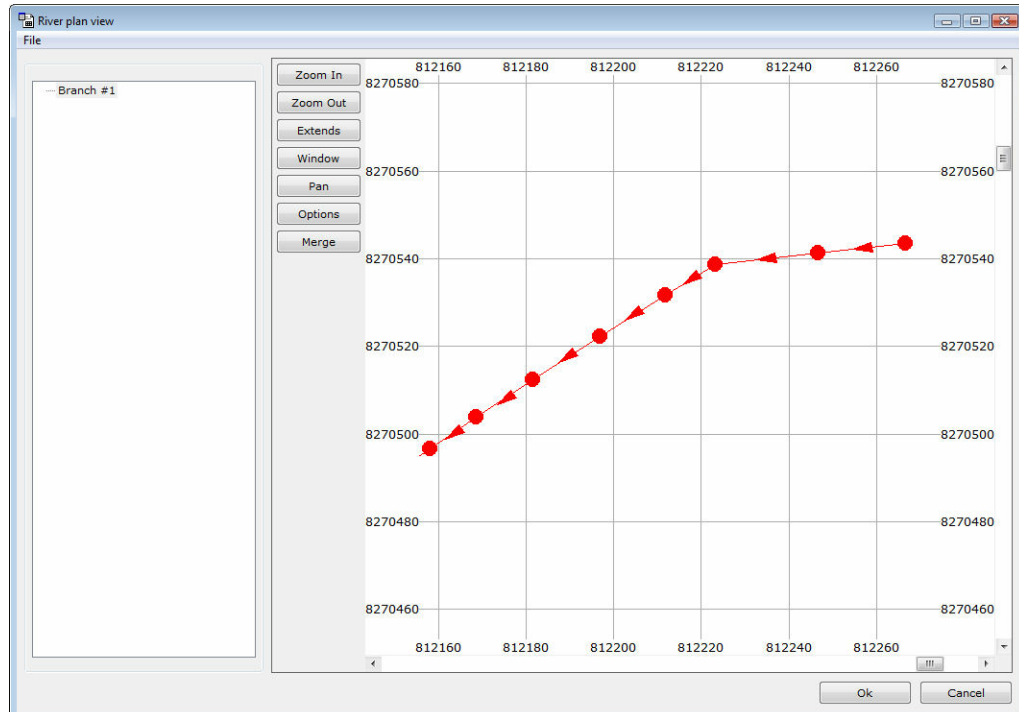 River plan view
File
Branch #1
Zoom In
Zoom Out
Extends
Window
Pan
Options
Merge
812160 812180 812200 812220 812240 812260
8270580 8270580
8270560 8270560
8270540 8270540
8270520 8270520
8270500 8270500
8270480 8270480
8270460 8270460
812160 812180 812200 812220 812240 812260
Ok Cancel